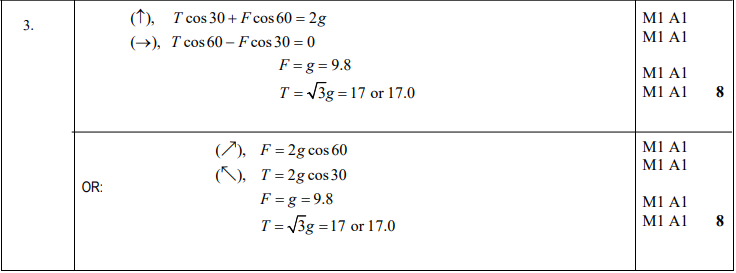 3.
(↑), T cos 30 + F cos 60 = 2g M1 A1
(→), T cos 60 − F cos 30 = 0 M1 A1
F = g = 9.8 M1 A1
T = √3g = 17 or 17.0 M1 A1 8
OR:
(↗), F = 2g cos 60 M1 A1
(↖), T = 2g cos 30 M1 A1
F = g = 9.8 M1 A1
T = √3g = 17 or 17.0 M1 A1 8